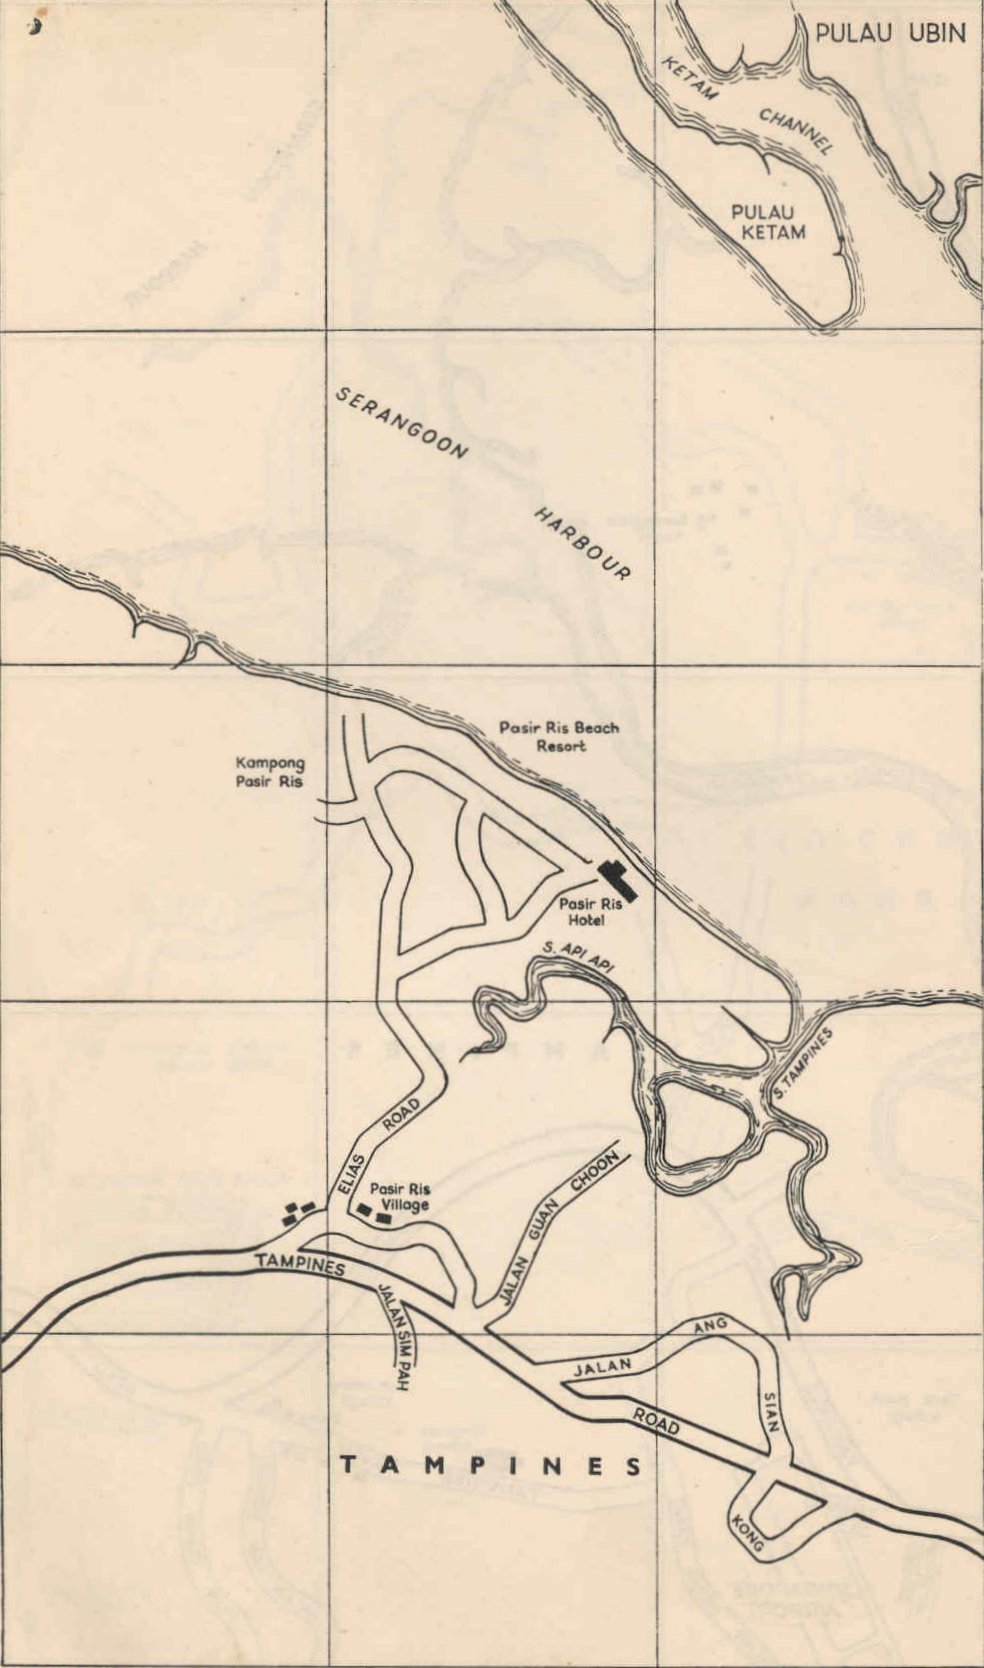 PULAU UBIN
KETAM
CHANNEL
PULAU
KETAM
SERANGOON
HARBOUR
Pasir Ris Beach
Resort
Kampong
Pasir Ris
Pasir Ris
Hotel
S. API API
S. TAMPINES
ELIAS ROAD
Pasir Ris
Village
JALAN GUAN CHOON
TAMPINES
JALAN SIM PAH
JALAN ANG SIAN KONG
ROAD
TAMPINES